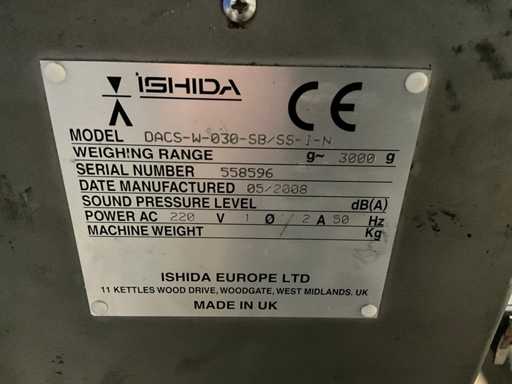 ISHIDA CE
MODEL DACS-W-030-SB/SS-I-N
WEIGHING RANGE g~ 3000 g
SERIAL NUMBER 558596
DATE MANUFACTURED 05/2008
SOUND PRESSURE LEVEL dB(A)
POWER AC 220 V 1 Ø / 2 A 50 Hz
MACHINE WEIGHT Kg
ISHIDA EUROPE LTD
11 KETTLES WOOD DRIVE, WOODGATE, WEST MIDLANDS. UK
MADE IN UK